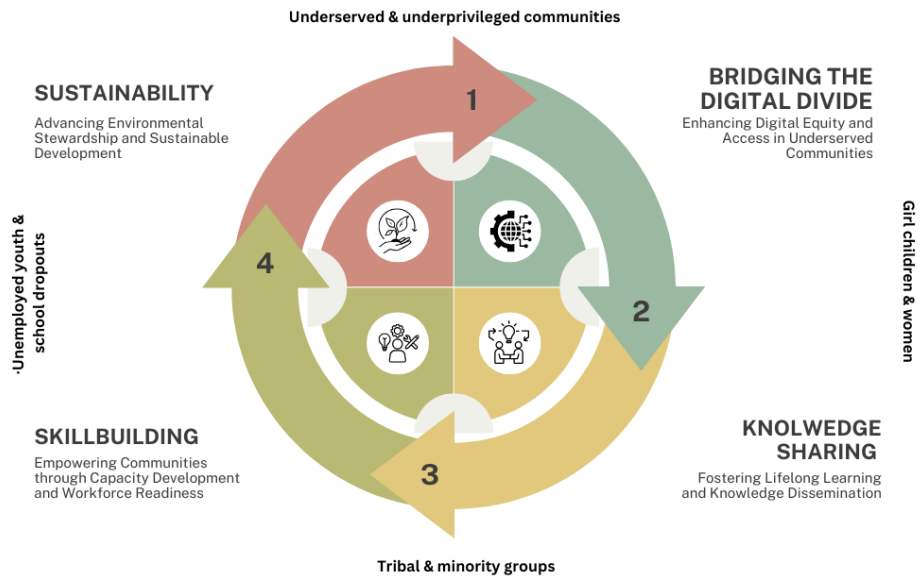 Underserved & underprivileged communities
SUSTAINABILITY
Advancing Environmental
Stewardship and Sustainable
Development
BRIDGING THE
DIGITAL DIVIDE
Enhancing Digital Equity and
Access in Underserved
Communities
1
·Unemployed youth &
school dropouts
Girl children & women
4
2
SKILLBUILDING
Empowering Communities
through Capacity Development
and Workforce Readiness
3
KNOLWEDGE
SHARING
Fostering Lifelong Learning
and Knowledge Dissemination
Tribal & minority groups